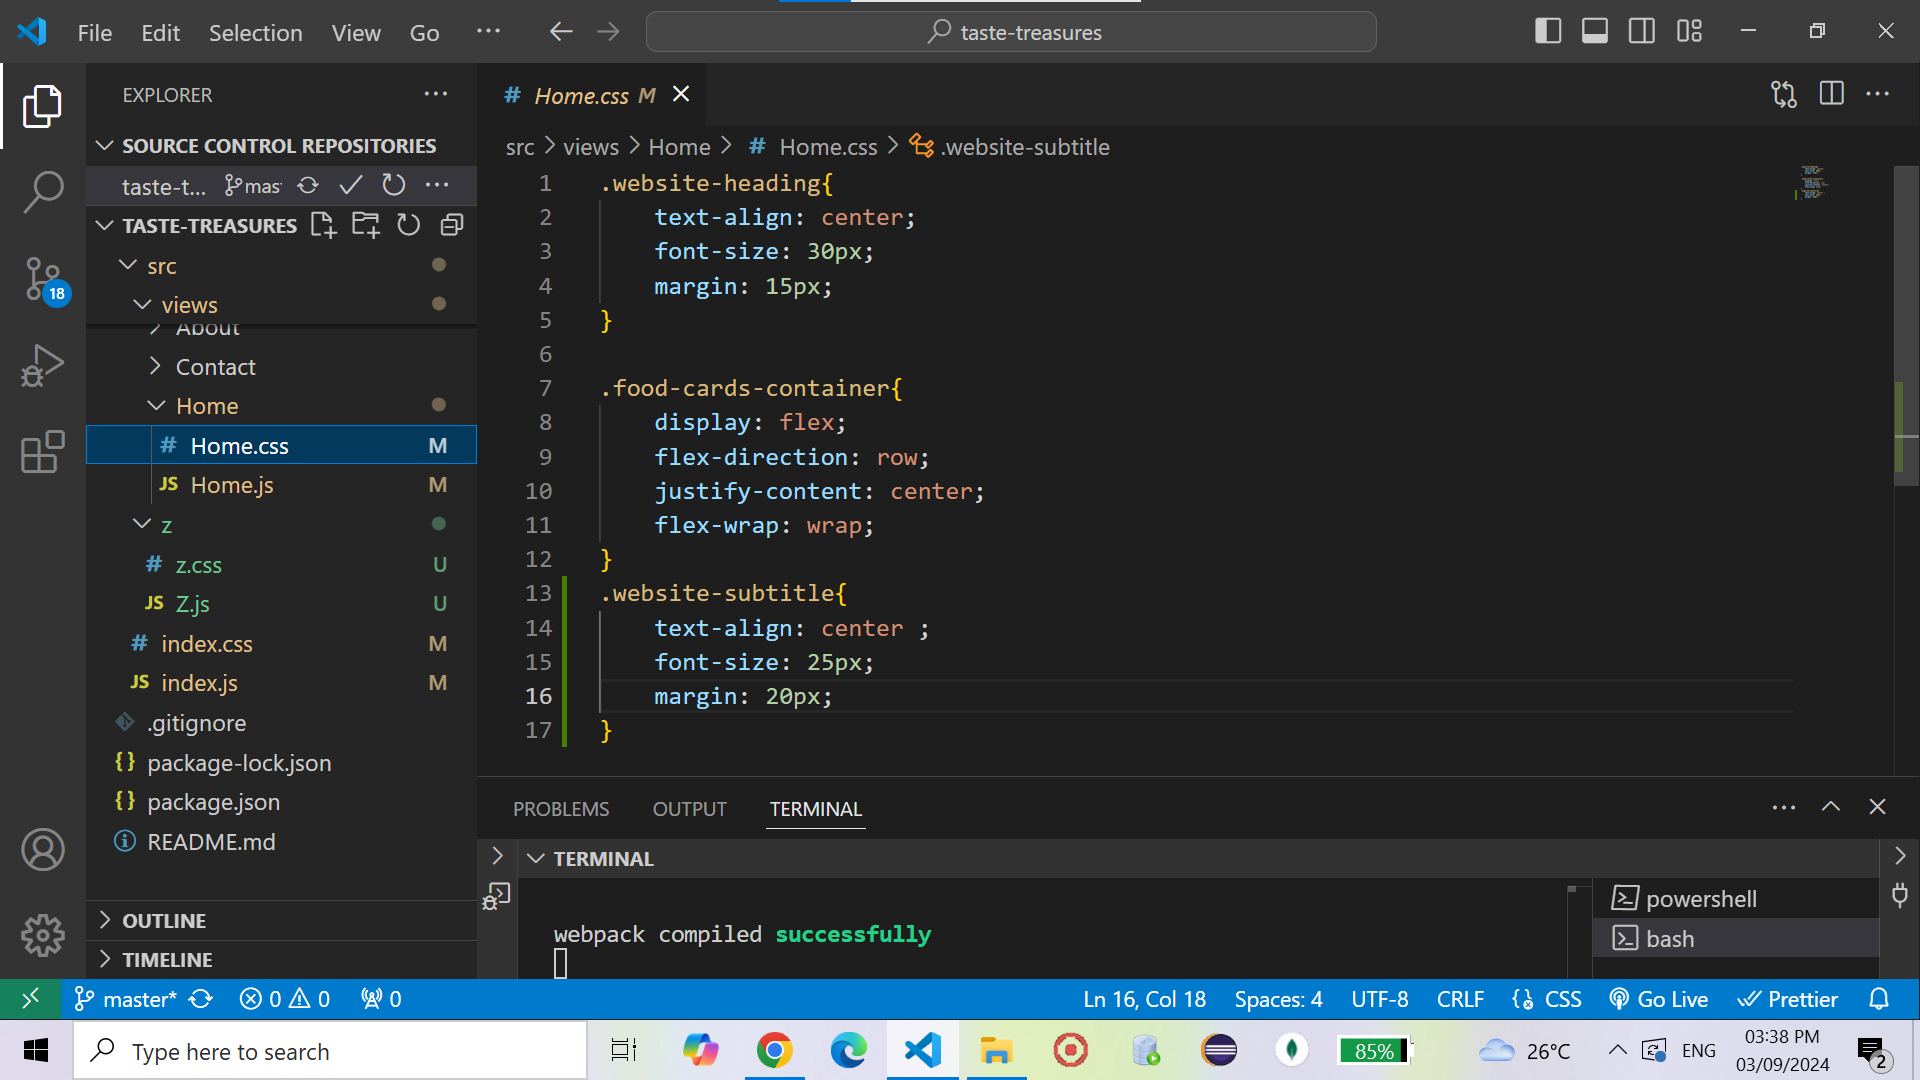 File Edit Selection View Go ··· taste-treasures
EXPLORER ···
SOURCE CONTROL REPOSITORIES
taste-t... mas ···
TASTE-TREASURES
src
views
About
Contact
Home
Home.css M
Home.js M
z
z.css U
Z.js U
index.css M
index.js M
.gitignore
package-lock.json
package.json
README.md
OUTLINE
TIMELINE
18
# Home.css M
src > views > Home > # Home.css > .website-subtitle
1 .website-heading{
2 text-align: center;
3 font-size: 30px;
4 margin: 15px;
5 }
6
7 .food-cards-container{
8 display: flex;
9 flex-direction: row;
10 justify-content: center;
11 flex-wrap: wrap;
12 }
13 .website-subtitle{
14 text-align: center ;
15 font-size: 25px;
16 margin: 20px;
17 }
PROBLEMS OUTPUT TERMINAL
TERMINAL
webpack compiled successfully
powershell
bash
master* 0 0 0 Ln 16, Col 18 Spaces: 4 UTF-8 CRLF CSS Go Live Prettier
Type here to search 85% 26°C ENG 03:38 PM
03/09/2024 2